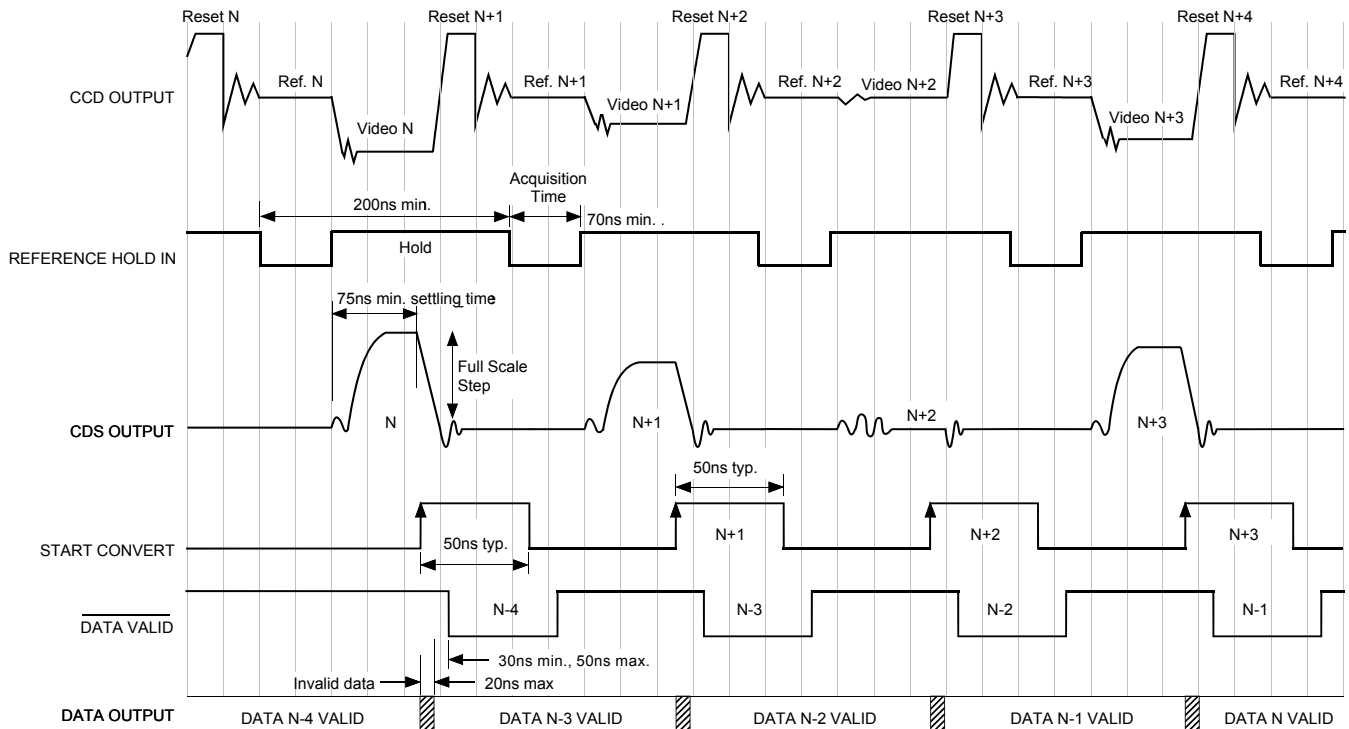 Reset N Reset N+1 Reset N+2 Reset N+3 Reset N+4
CCD OUTPUT
Ref. N Ref. N+1 Ref. N+2 Video N+2 Ref. N+3 Ref. N+4
Video N Video N+1 Video N+3
Acquisition
Time
200ns min. 70ns min. .
REFERENCE HOLD IN
Hold
75ns min. settling time
Full Scale
Step
CDS OUTPUT
N N+1 N+2 N+3
50ns typ.
START CONVERT
50ns typ. N+1 N+2 N+3
DATA VALID
N-4 N-3 N-2 N-1
30ns min., 50ns max.
Invalid data 20ns max
DATA OUTPUT
DATA N-4 VALID DATA N-3 VALID DATA N-2 VALID DATA N-1 VALID DATA N VALID